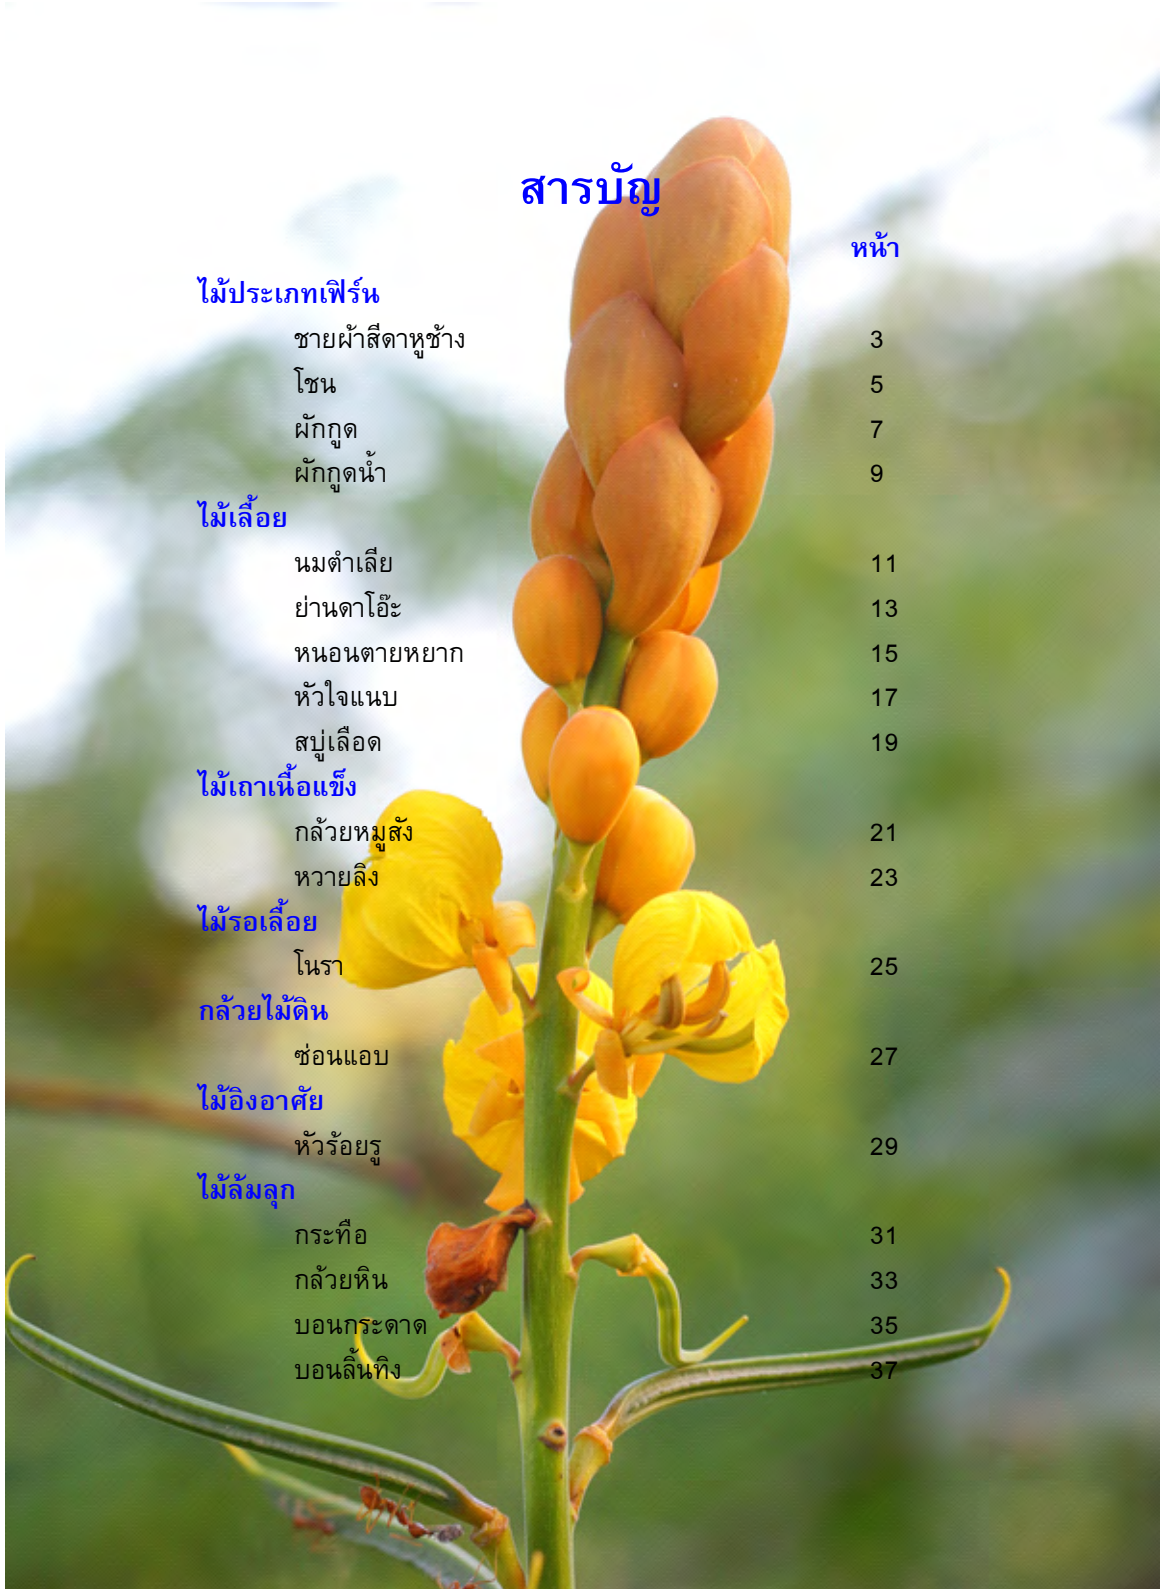 สารบัญ
หน้า
ไม้ประเภทเฟิร์น
ชายผ้าสีดาหูช้าง 3
โชน 5
ผักกูด 7
ผักกูดน้ำ 9
ไม้เลื้อย
นมตำเลีย 11
ย่านดาโอ๊ะ 13
หนอนตายหยาก 15
หัวใจแนบ 17
สบู่เลือด 19
ไม้เถาเนื้อแข็ง
กล้วยหมูสัง 21
หวายลิง 23
ไม้รอเลื้อย
โนรา 25
กล้วยไม้ดิน
ซ่อนแอบ 27
ไม้อิงอาศัย
หัวร้อยรู 29
ไม้ล้มลุก
กระทือ 31
กล้วยหิน 33
บอนกระดาด 35
บอนลิ้นทิง 37